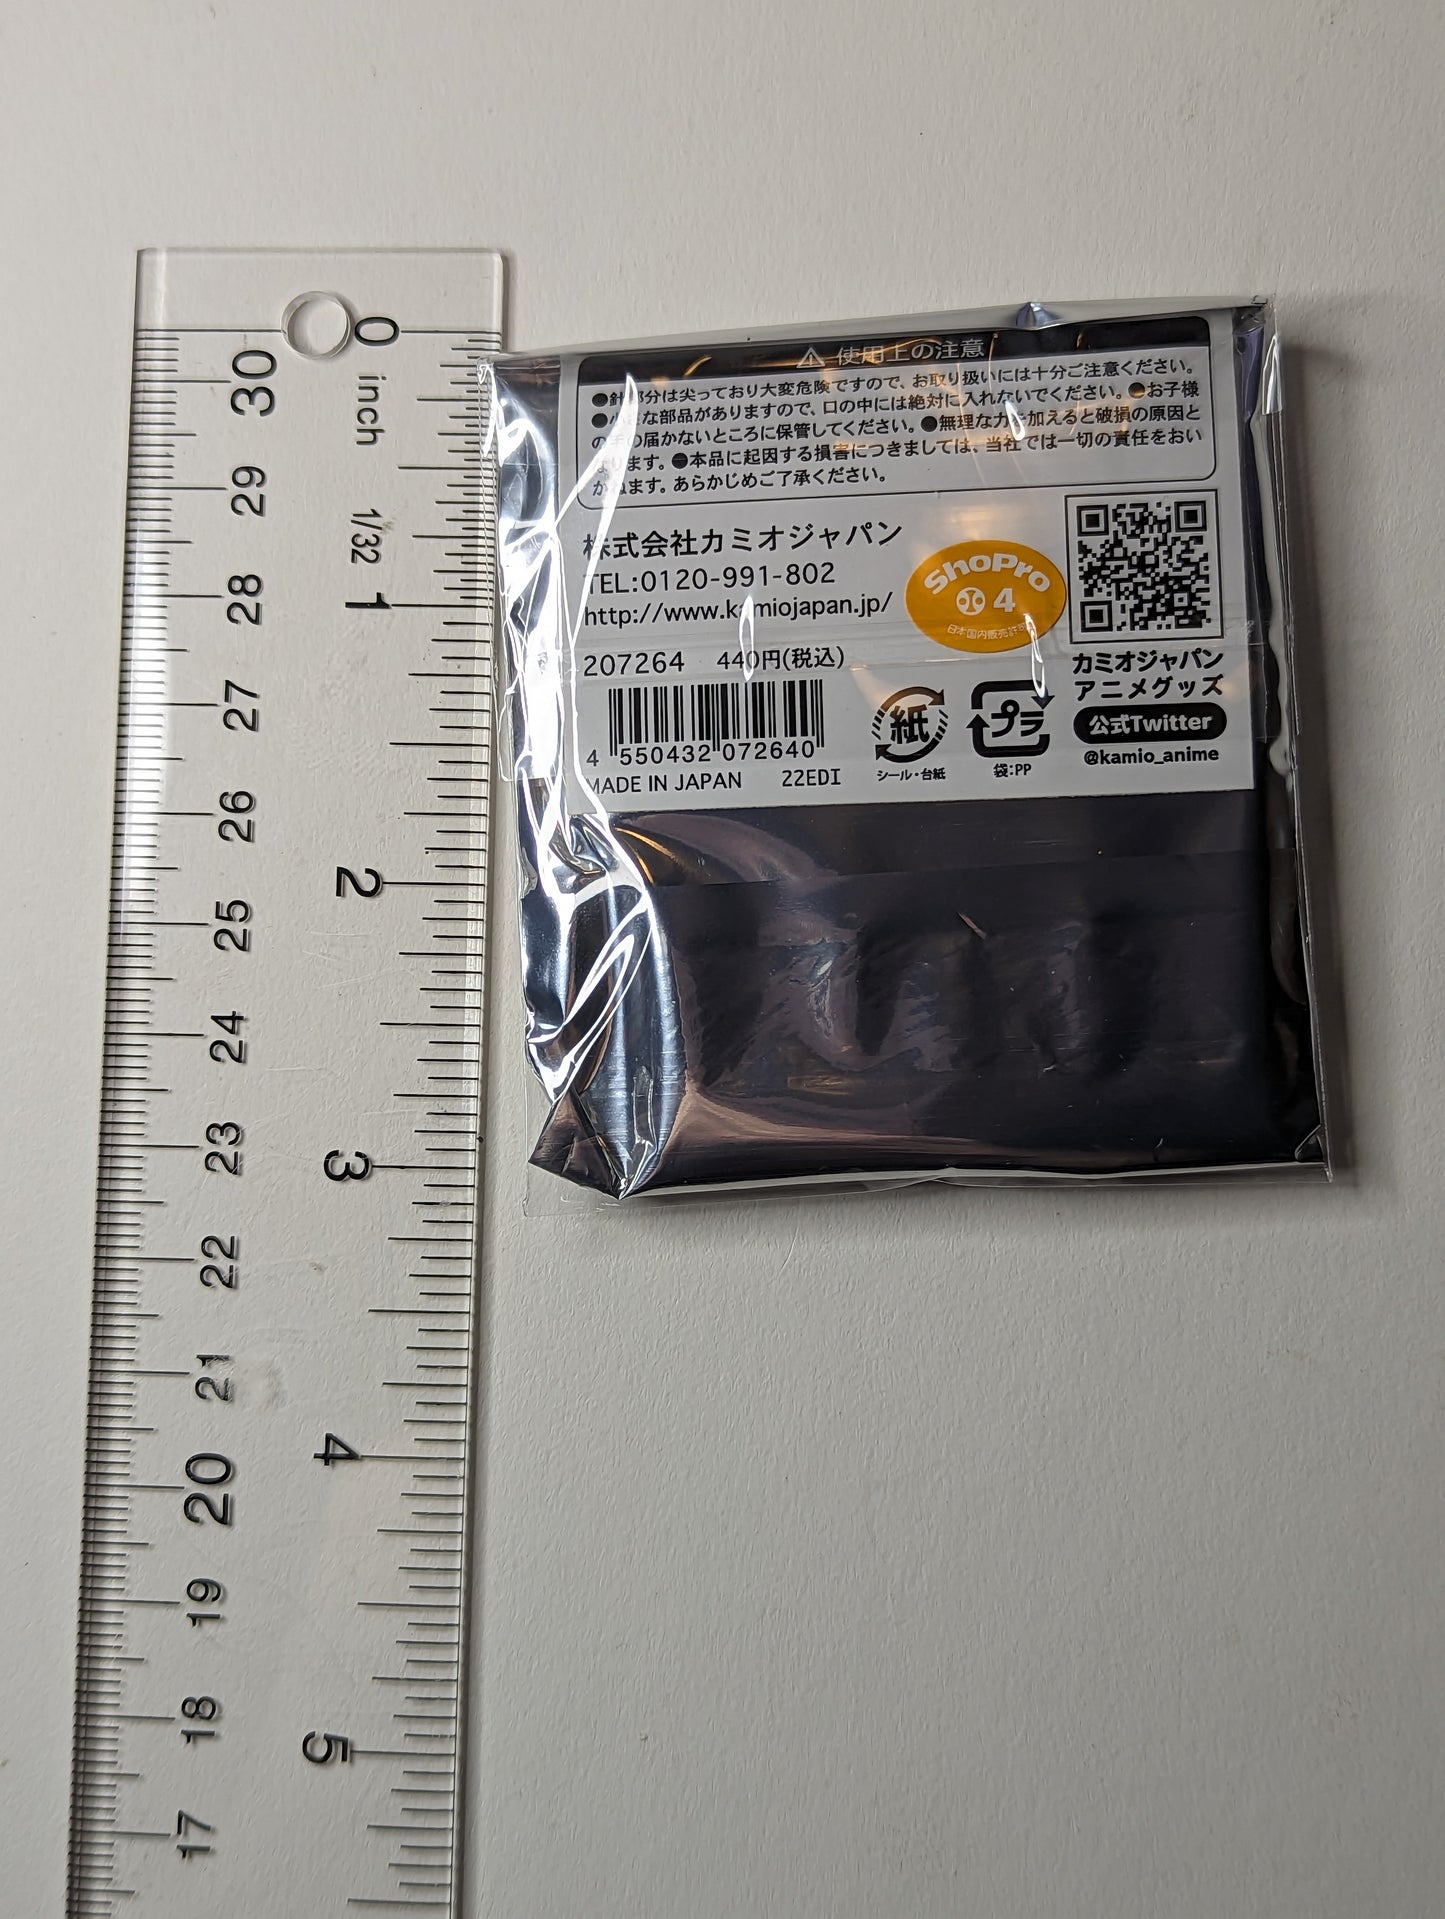 0
inch
1/32
1
2
3
4
5
30
29
28
27
26
25
24
23
22
21
20
19
18
17
⚠ 使用上の注意
●針部分は尖っており大変危険ですので、お取り扱いには十分ご注意ください。
●小さな部品がありますので、口の中には絶対に入れないでください。●お子様
の手の届かないところに保管してください。●無理な力を加えると破損の原因と
なります。●本品に起因する損害につきましては、当社では一切の責任をおい
かねます。あらかじめご了承ください。
株式会社カミオジャパン
TEL:0120-991-802
http://www.kamiojapan.jp/
207264 440円(税込)
4 550432 072640
MADE IN JAPAN 22EDI
ShoPro
4
日本国内販売許諾
紙
シール・台紙
プラ
袋:PP
カミオジャパン
アニメグッズ
公式Twitter
@kamio_anime